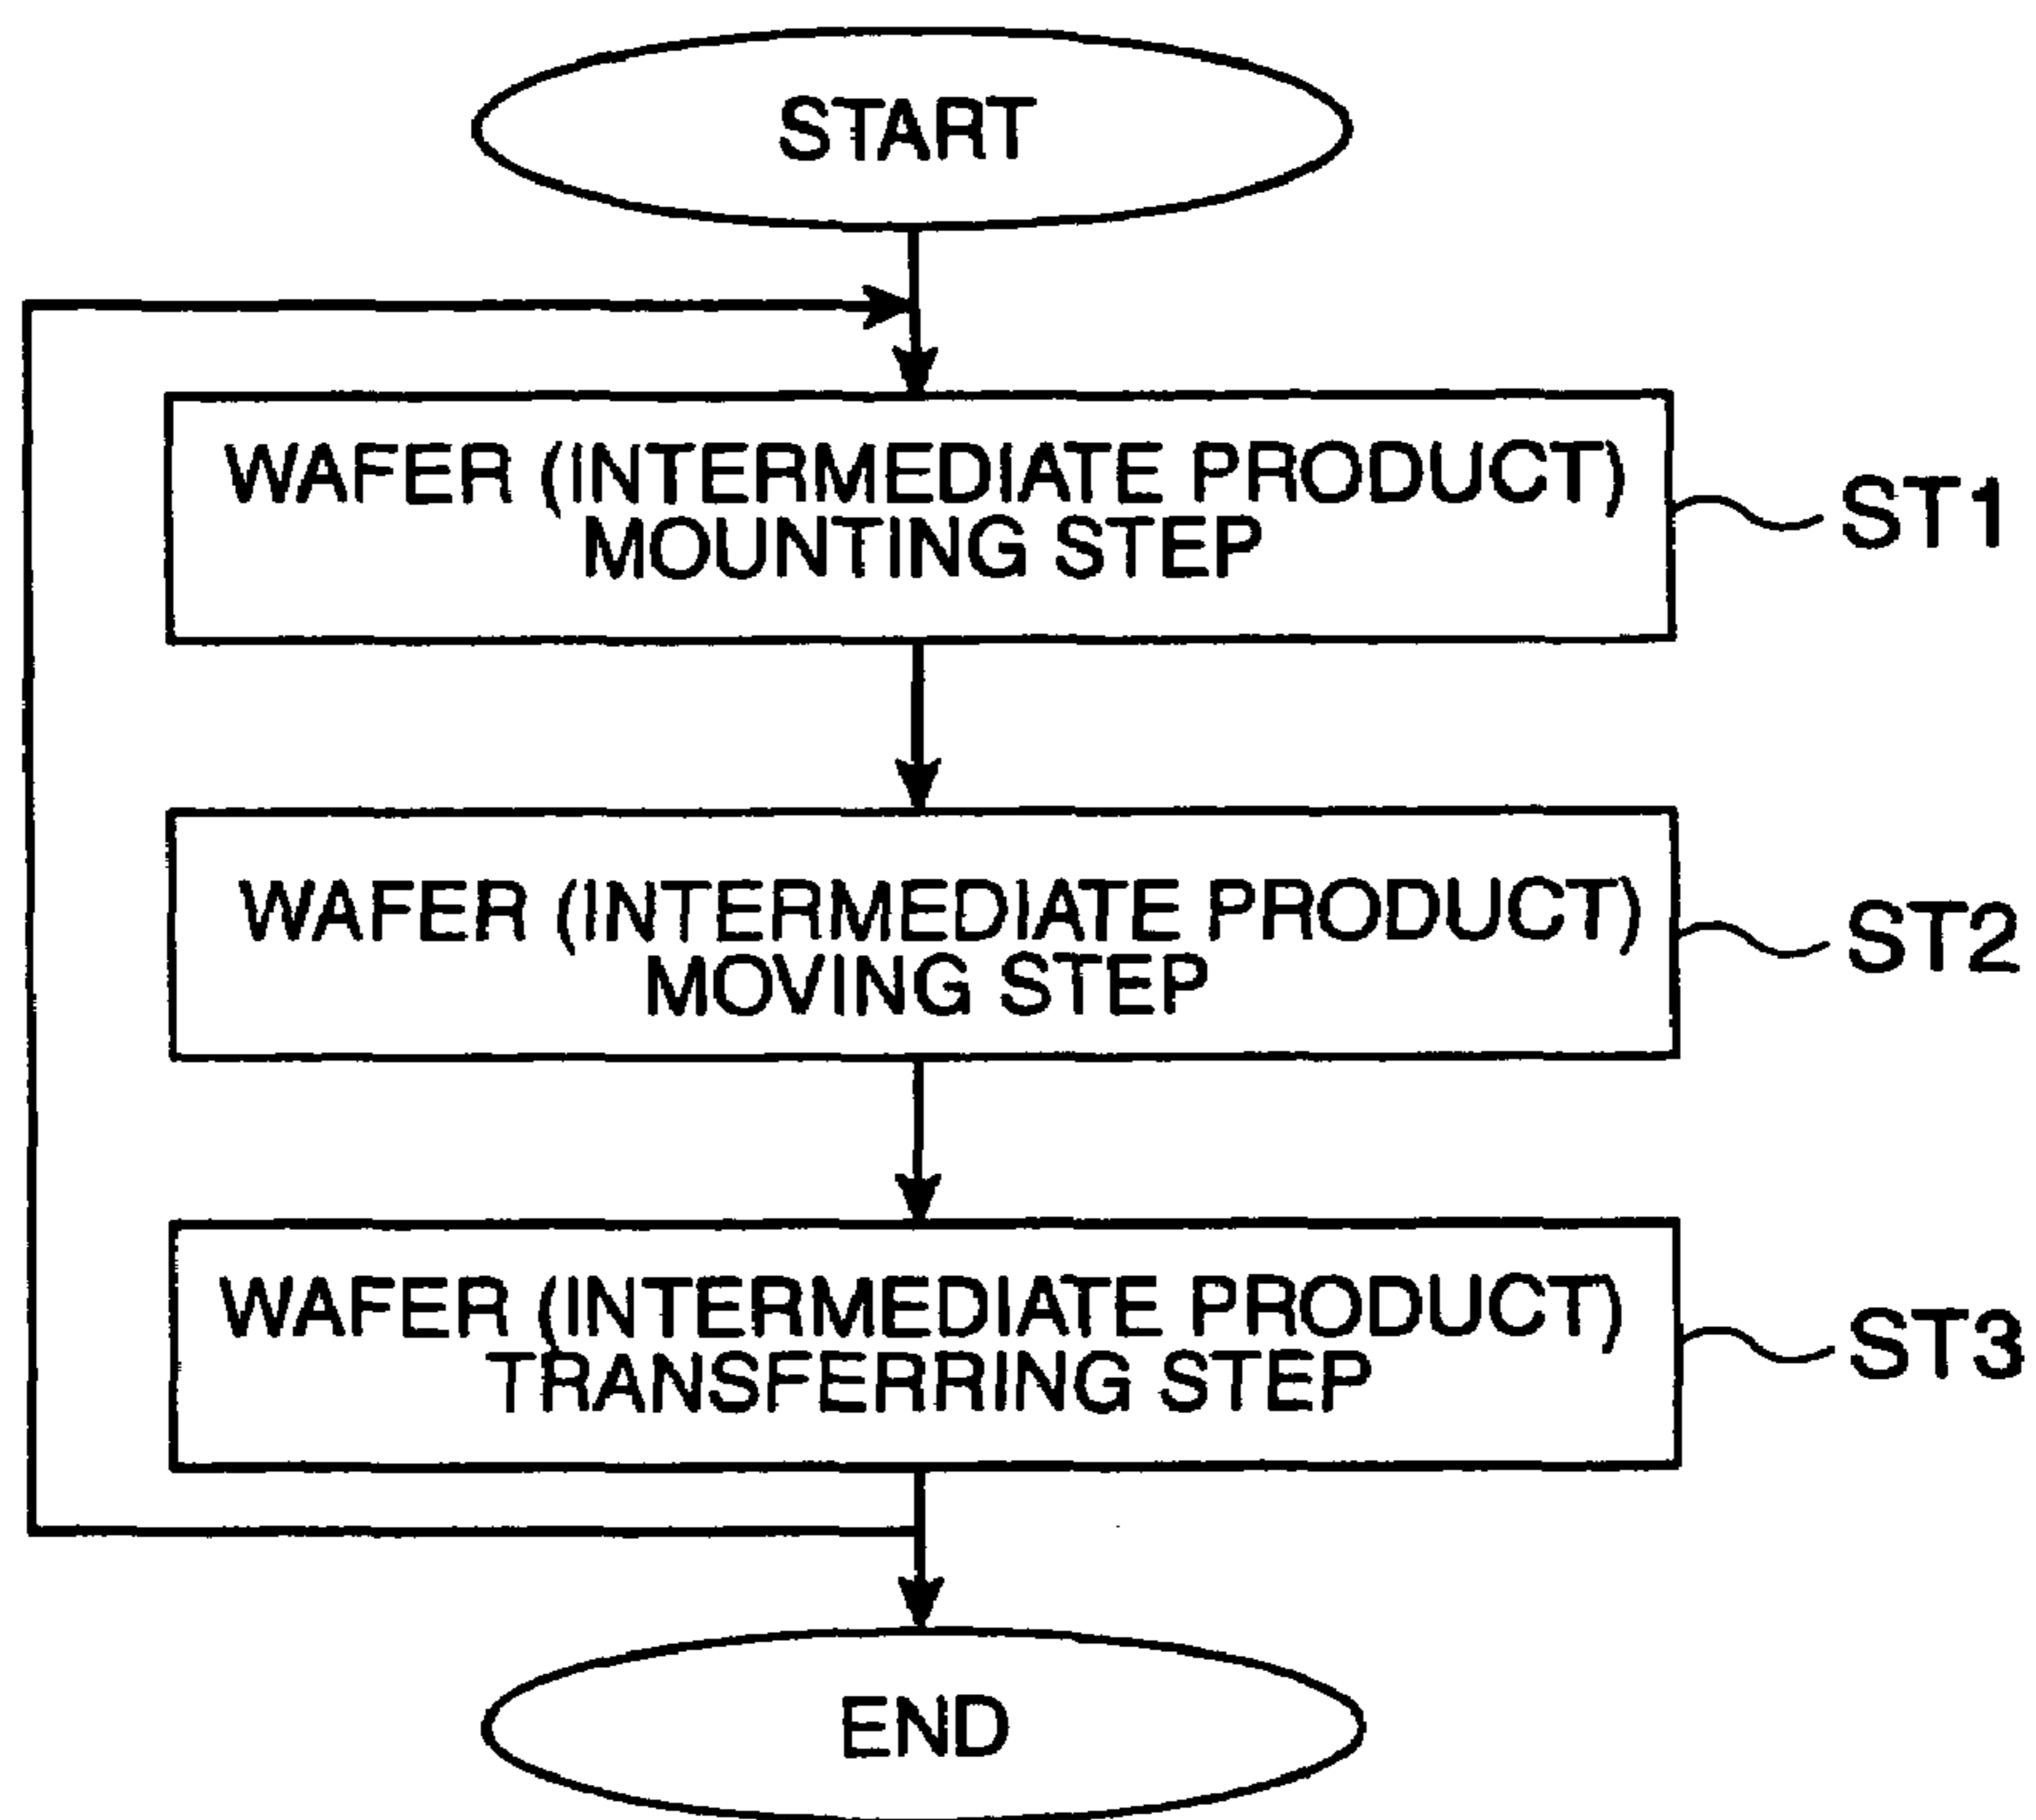 START
WAFER (INTERMEDIATE PRODUCT)
MOUNTING STEP
ST1
WAFER (INTERMEDIATE PRODUCT)
MOVING STEP
ST2
WAFER (INTERMEDIATE PRODUCT)
TRANSFERRING STEP
ST3
END